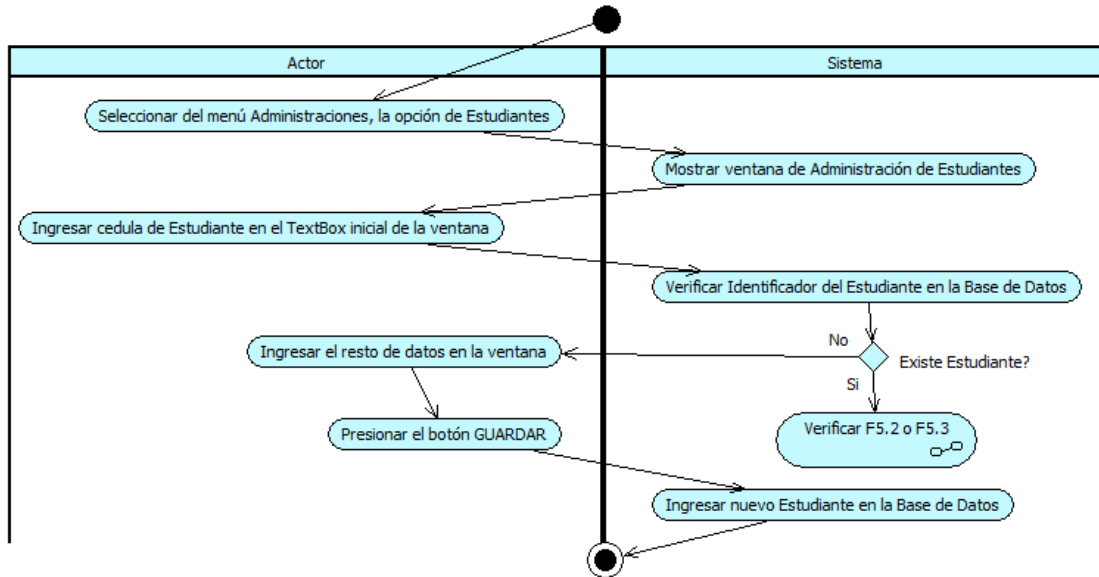 Actor
Sistema
Seleccionar del menú Administraciones, la opción de Estudiantes
Mostrar ventana de Administración de Estudiantes
Ingresar cedula de Estudiante en el TextBox inicial de la ventana
Verificar Identificador del Estudiante en la Base de Datos
No
Existe Estudiante?
Ingresar el resto de datos en la ventana
Si
Verificar F5.2 o F5.3
Presionar el botón GUARDAR
Ingresar nuevo Estudiante en la Base de Datos